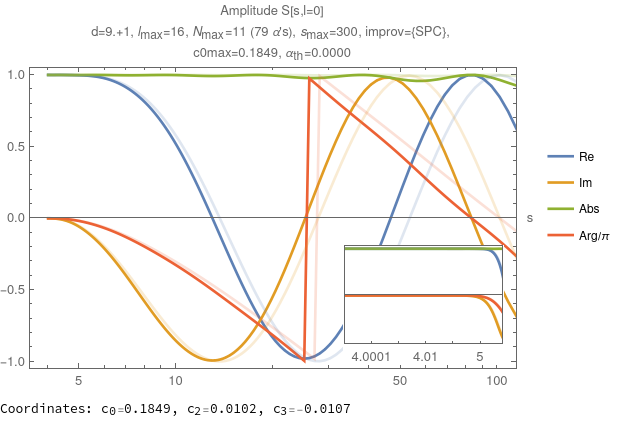 Amplitude S[s,l=0]
d=9.+1, lmax=16, Nmax=11 (79 α's), smax=300, improv={SPC},
c0max=0.1849, αth=0.0000
1.0
0.5
0.0
−0.5
−1.0
5
10
50
100
s
4.0001
4.01
5
Re
Im
Abs
Arg/π
Coordinates: c0=0.1849, c2=0.0102, c3=-0.0107